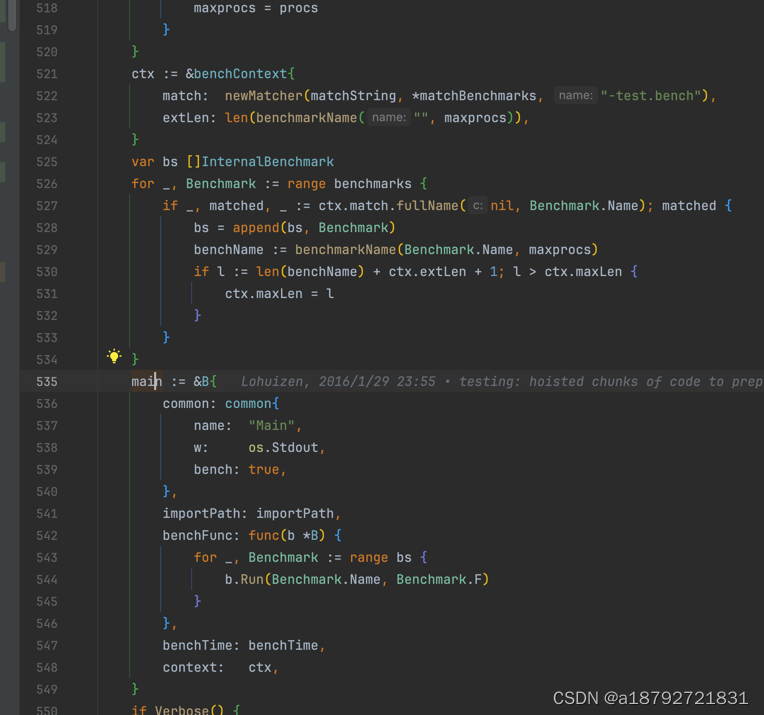 518 maxprocs = procs
519 }
520 }
521 ctx := &benchContext{
522 match: newMatcher(matchString, *matchBenchmarks, name: "-test.bench"),
523 extLen: len(benchmarkName( name: "", maxprocs)),
524 }
525 var bs []InternalBenchmark
526 for _, Benchmark := range benchmarks {
527 if _, matched, _ := ctx.match.fullName( c: nil, Benchmark.Name); matched {
528 bs = append(bs, Benchmark)
529 benchName := benchmarkName(Benchmark.Name, maxprocs)
530 if l := len(benchName) + ctx.extLen + 1; l > ctx.maxLen {
531 ctx.maxLen = l
532 }
533 }
534 }
535 main := &B{ Lohuizen, 2016/1/29 23:55 • testing: hoisted chunks of code to prep
536 common: common{
537 name: "Main",
538 w: os.Stdout,
539 bench: true,
540 },
541 importPath: importPath,
542 benchFunc: func(b *B) {
543 for _, Benchmark := range bs {
544 b.Run(Benchmark.Name, Benchmark.F)
545 }
546 },
547 benchTime: benchTime,
548 context: ctx,
549 }
550 if Verbose() {
CSDN @a18792721831